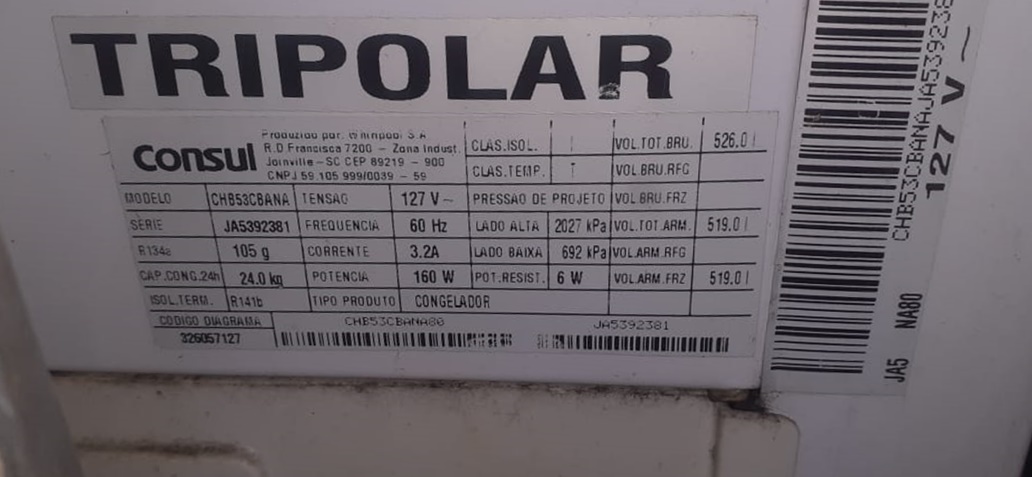 TRIPOLAR
Consul
Produzido por: Whirlpool S.A
R.D Francisca 7200 - Zona Indust.
Joinville - SC CEP 89219 - 900
CNPJ 59.105 999/0039 - 59
CLAS.ISOL. VOL.TOT.BRU. 526.0 l
CLAS.TEMP. T VOL.BRU.RFG
MODELO CHB53CBANA TENSAO 127 V~ PRESSAO DE PROJETO VOL.BRU.FRZ
SERIE JA5392381 FREQUENCIA 60 Hz LADO ALTA 2027 kPa VOL.TOT.ARM. 519.0 l
R134a 105 g CORRENTE 3.2A LADO BAIXA 692 kPa VOL.ARM.RFG
CAP.CONG.24h 24.0 kg POTENCIA 160 W POT.RESIST. 6 W VOL.ARM.FRZ 519.0 l
ISOL.TERM. R141b TIPO PRODUTO CONGELADOR
CODIGO DIAGRAMA CHB53CBANA80 JA5392381
326057127
CHB53CBANAJA539238
127 V~
JA5 NA80